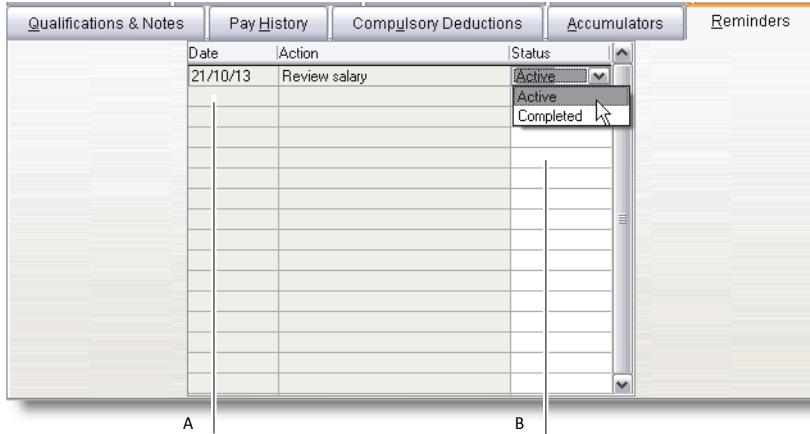 Qualifications & Notes Pay History Compulsory Deductions Accumulators Reminders
Date Action Status
21/10/13 Review salary Active
Active
Completed
A B